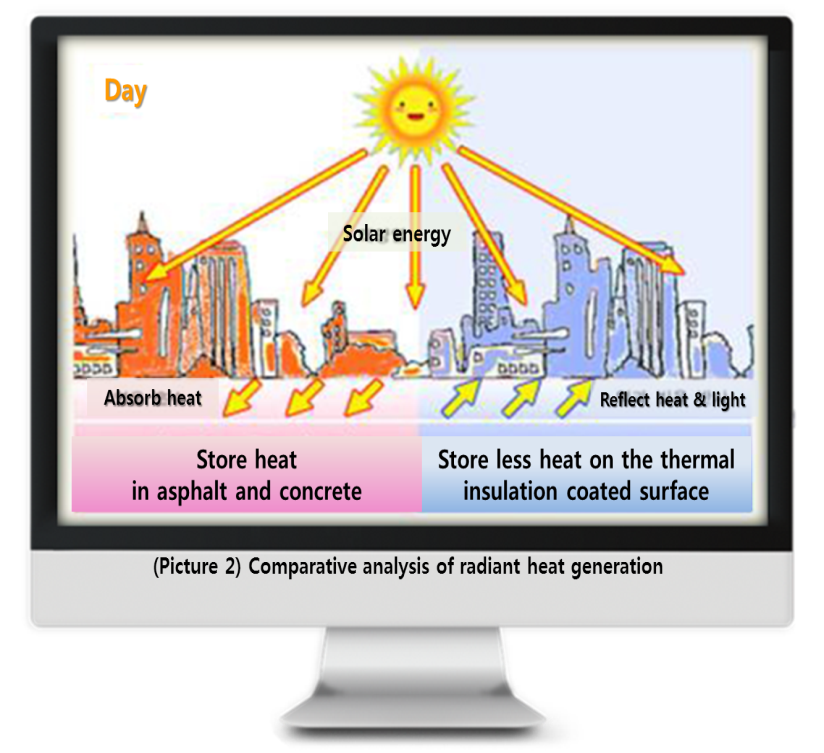 Day
Solar energy
Absorb heat
Reflect heat & light
Store heat
in asphalt and concrete
Store less heat on the thermal
insulation coated surface
(Picture 2) Comparative analysis of radiant heat generation